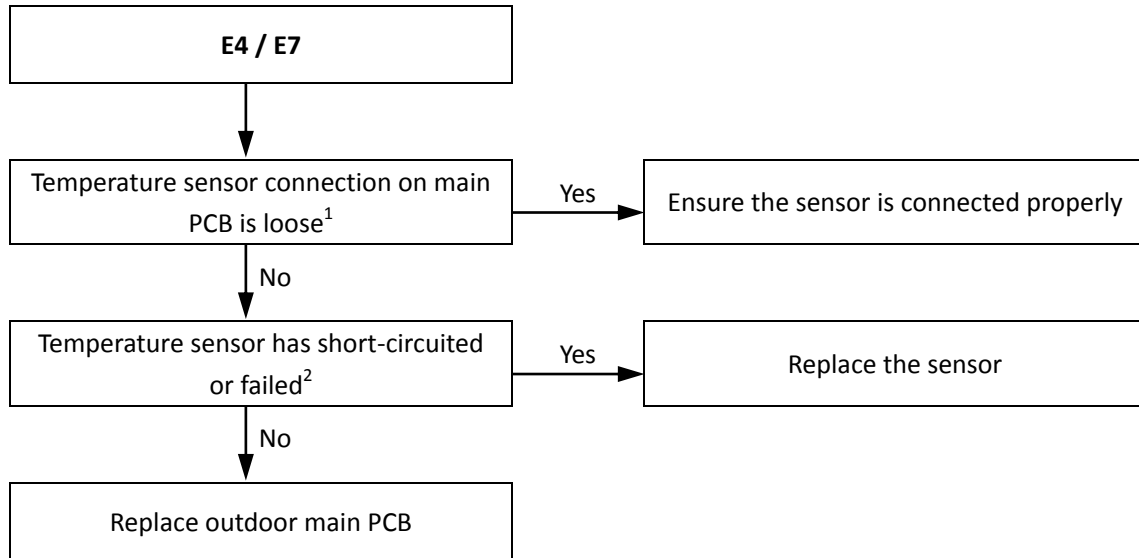 E4 / E7
Temperature sensor connection on main
PCB is loose¹
Yes
Ensure the sensor is connected properly
No
Temperature sensor has short-circuited
or failed²
Yes
Replace the sensor
No
Replace outdoor main PCB